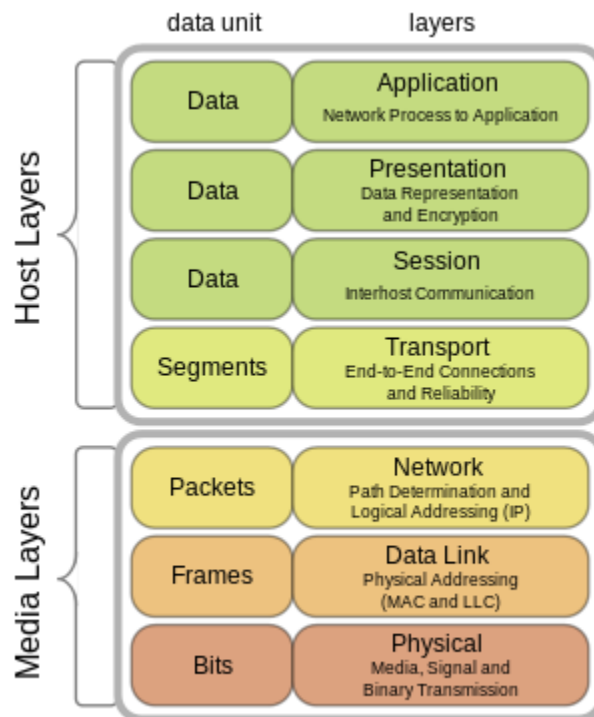 data unit
layers
Host Layers
Data
Application
Network Process to Application
Data
Presentation
Data Representation
and Encryption
Data
Session
Interhost Communication
Segments
Transport
End-to-End Connections
and Reliability
Media Layers
Packets
Network
Path Determination and
Logical Addressing (IP)
Frames
Data Link
Physical Addressing
(MAC and LLC)
Bits
Physical
Media, Signal and
Binary Transmission